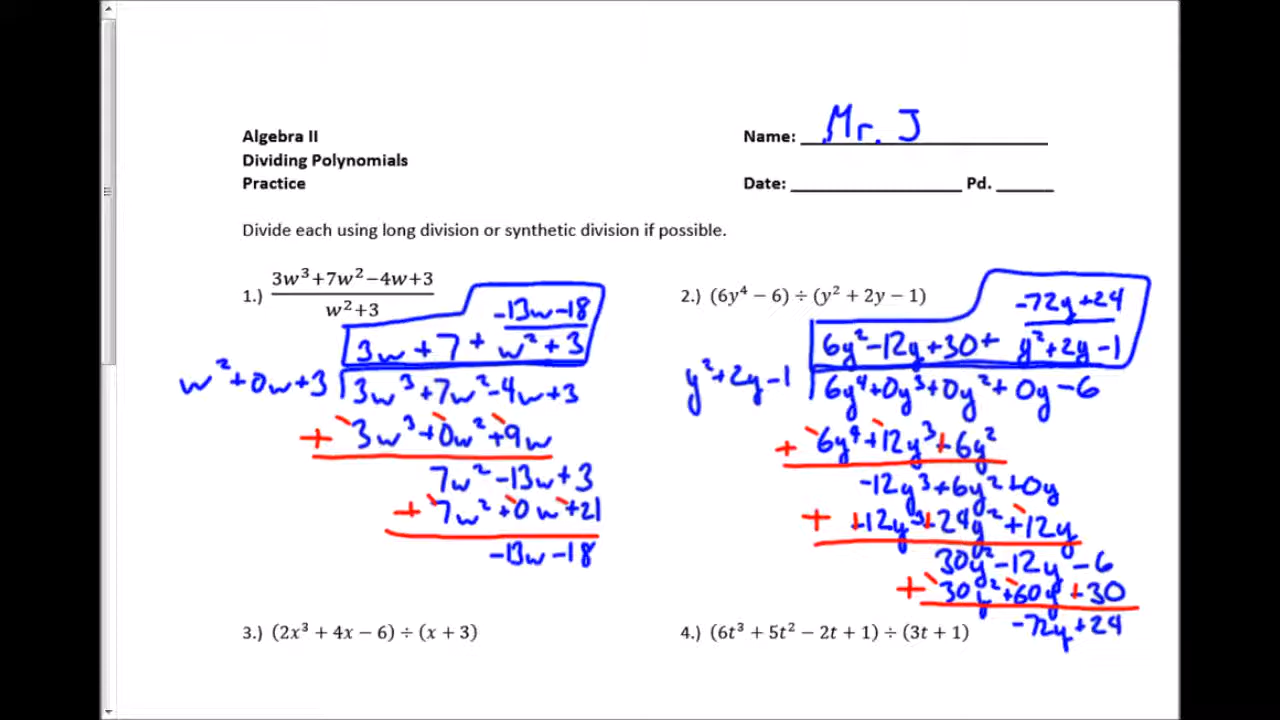 Algebra II
Dividing Polynomials
Practice
Name: Mr. J
Date: ____________ Pd. ______
Divide each using long division or synthetic division if possible.
1.) 3w³+7w²−4w+3
w²+3
-13w-18
3w+7+ w²+3
w²+0w+3 3w³+7w²-4w+3
+ -3w³+0w²+9w
7w²-13w+3
+ -7w²+0w+21
-13w-18
2.) (6y⁴ − 6) ÷ (y² + 2y − 1)
-72y+24
6y²-12y+30+ y²+2y-1
y²+2y-1 6y⁴+0y³+0y²+0y-6
+ -6y⁴+12y³+6y²
-12y³+6y²+0y
+ +12y³+24y²+12y
30y²-12y-6
+ -30y²+60y+30
-72y+24
3.) (2x³ + 4x − 6) ÷ (x + 3)
4.) (6t³ + 5t² − 2t + 1) ÷ (3t + 1)